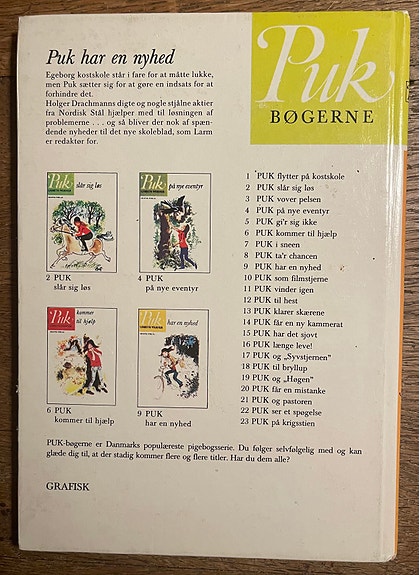 Puk
BØGERNE
Puk har en nyhed
Egeborg kostskole står i fare for at måtte lukke,
men Puk sætter sig for at gøre en indsats for at
forhindre det.
Holger Drachmanns digte og nogle stjålne aktier
fra Nordisk Stål hjælper med til løsningen af
problemerne . . . og så bliver der nok af spæn-
dende nyheder til det nye skoleblad, som Larm
er redaktør for.
Puk
slår sig løs
2 PUK
slår sig løs
Puk
på nye eventyr
4 PUK
på nye eventyr
Puk
kommer
til hjælp
6 PUK
kommer til hjælp
Puk
har en nyhed
9 PUK
har en nyhed
1 PUK flytter på kostskole
2 PUK slår sig løs
3 PUK vover pelsen
4 PUK på nye eventyr
5 PUK gi'r sig ikke
6 PUK kommer til hjælp
7 PUK i sneen
8 PUK ta'r chancen
9 PUK har en nyhed
10 PUK som filmstjerne
11 PUK vinder igen
12 PUK til hest
13 PUK klarer skærene
14 PUK får en ny kammerat
15 PUK har det sjovt
16 PUK længe leve!
17 PUK og „Syvstjernen”
18 PUK til bryllup
19 PUK og „Høgen”
20 PUK får en mistanke
21 PUK og pastoren
22 PUK ser et spøgelse
23 PUK på krigsstien
PUK-bøgerne er Danmarks populæreste pigebogsserie. Du følger selvfølgelig med og kan
glæde dig til, at der stadig kommer flere og flere titler. Har du dem alle?
GRAFISK